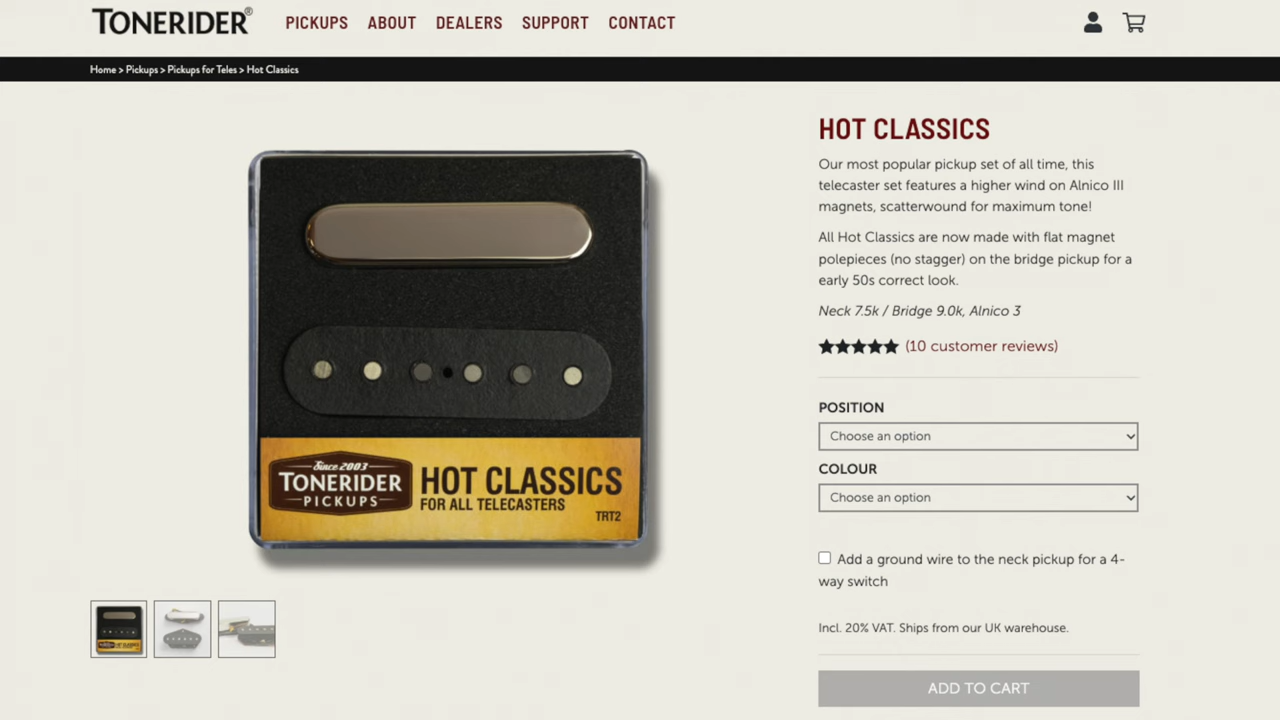 TONERIDER®
PICKUPS ABOUT DEALERS SUPPORT CONTACT
Home > Pickups > Pickups for Teles > Hot Classics
Since 2003
TONERIDER
PICKUPS
HOT CLASSICS
FOR ALL TELECASTERS
TRT2
HOT CLASSICS
Our most popular pickup set of all time, this
telecaster set features a higher wind on Alnico III
magnets, scatterwound for maximum tone!
All Hot Classics are now made with flat magnet
polepieces (no stagger) on the bridge pickup for a
early 50s correct look.
Neck 7.5k / Bridge 9.0k, Alnico 3
(10 customer reviews)
POSITION
Choose an option
COLOUR
Choose an option
Add a ground wire to the neck pickup for a 4-
way switch
Incl. 20% VAT. Ships from our UK warehouse.
ADD TO CART